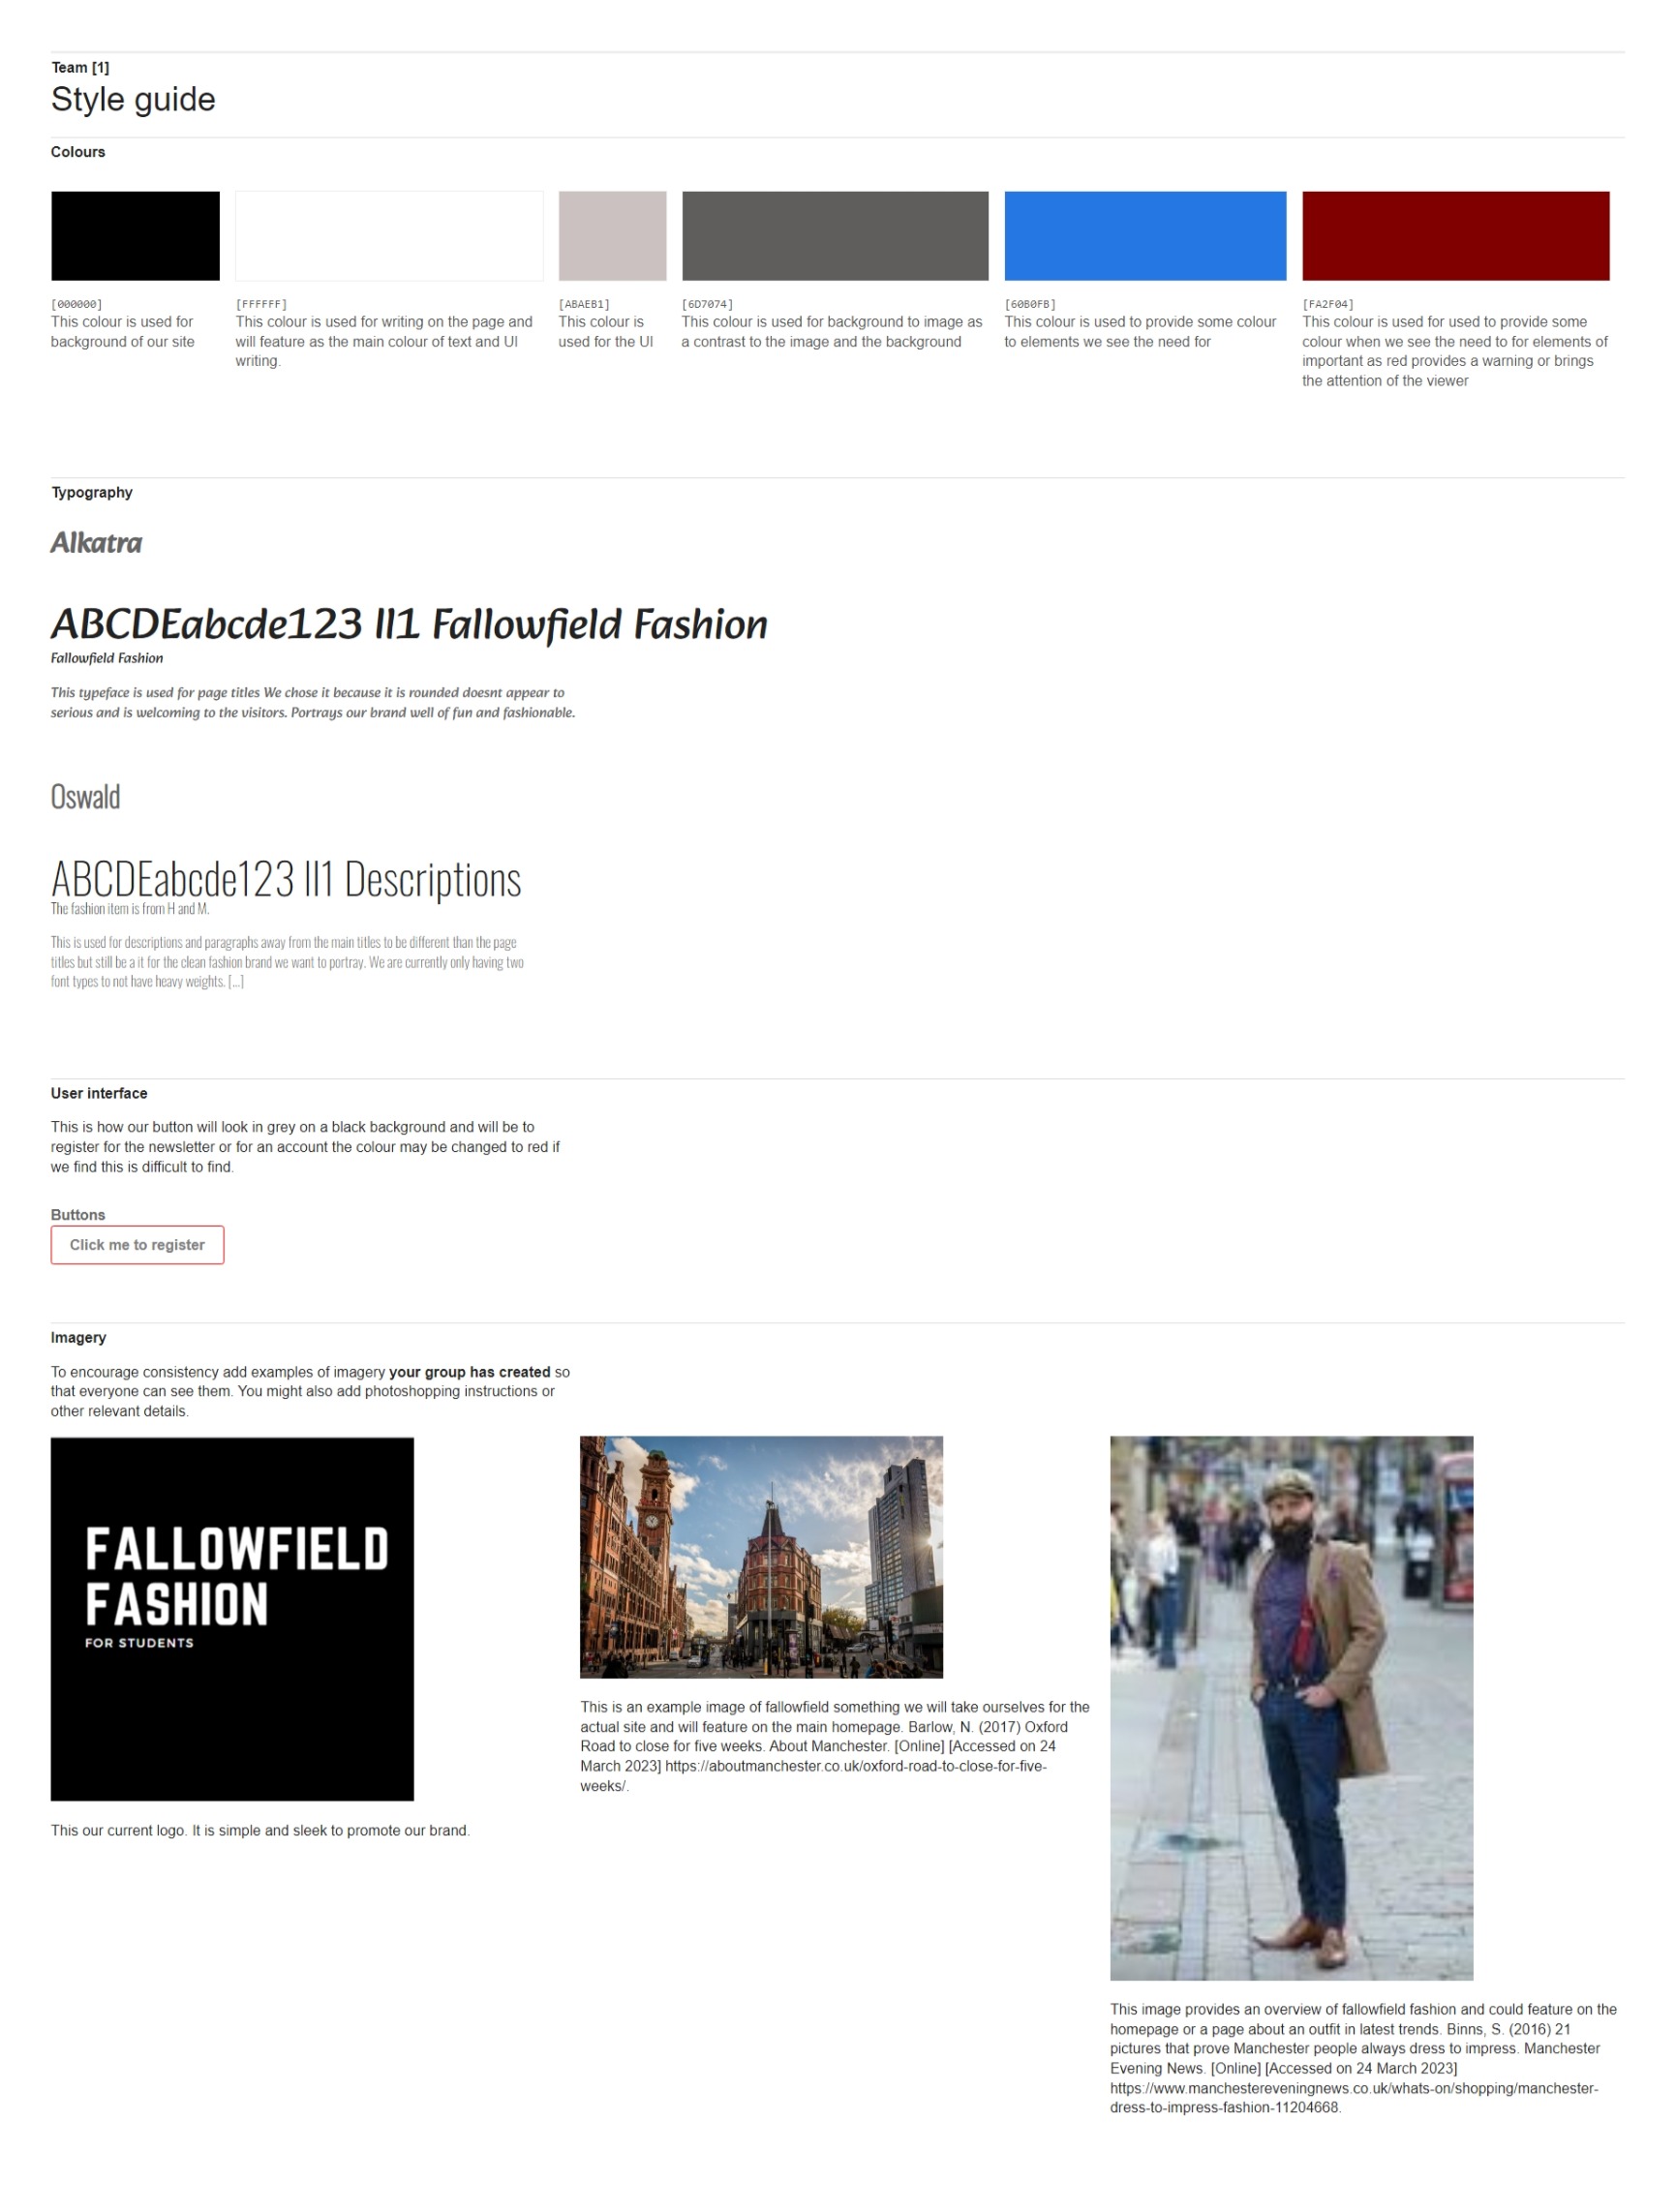 Team [1]
Style guide
Colours
[000000]
This colour is used for
background of our site
[FFFFFF]
This colour is used for writing on the page and
will feature as the main colour of text and UI
writing.
[ABAEB1]
This colour is
used for the UI
[6D7074]
This colour is used for background to image as
a contrast to the image and the background
[60B0FB]
This colour is used to provide some colour
to elements we see the need for
[FA2F04]
This colour is used for used to provide some
colour when we see the need to for elements of
important as red provides a warning or brings
the attention of the viewer
Typography
Alkatra
ABCDEabcde123 Il1 Fallowfield Fashion
Fallowfield Fashion
This typeface is used for page titles We chose it because it is rounded doesnt appear to
serious and is welcoming to the visitors. Portrays our brand well of fun and fashionable.
Oswald
ABCDEabcde123 Il1 Descriptions
The fashion item is from H and M.
This is used for descriptions and paragraphs away from the main titles to be different than the page
titles but still be a it for the clean fashion brand we want to portray. We are currently only having two
font types to not have heavy weights. [...]
User interface
This is how our button will look in grey on a black background and will be to
register for the newsletter or for an account the colour may be changed to red if
we find this is difficult to find.
Buttons
Click me to register
Imagery
To encourage consistency add examples of imagery your group has created so
that everyone can see them. You might also add photoshopping instructions or
other relevant details.
FALLOWFIELD
FASHION
FOR STUDENTS
This our current logo. It is simple and sleek to promote our brand.
This is an example image of fallowfield something we will take ourselves for the
actual site and will feature on the main homepage. Barlow, N. (2017) Oxford
Road to close for five weeks. About Manchester. [Online] [Accessed on 24
March 2023] https://aboutmanchester.co.uk/oxford-road-to-close-for-five-
weeks/.
This image provides an overview of fallowfield fashion and could feature on the
homepage or a page about an outfit in latest trends. Binns, S. (2016) 21
pictures that prove Manchester people always dress to impress. Manchester
Evening News. [Online] [Accessed on 24 March 2023]
https://www.manchestereveningnews.co.uk/whats-on/shopping/manchester-
dress-to-impress-fashion-11204668.